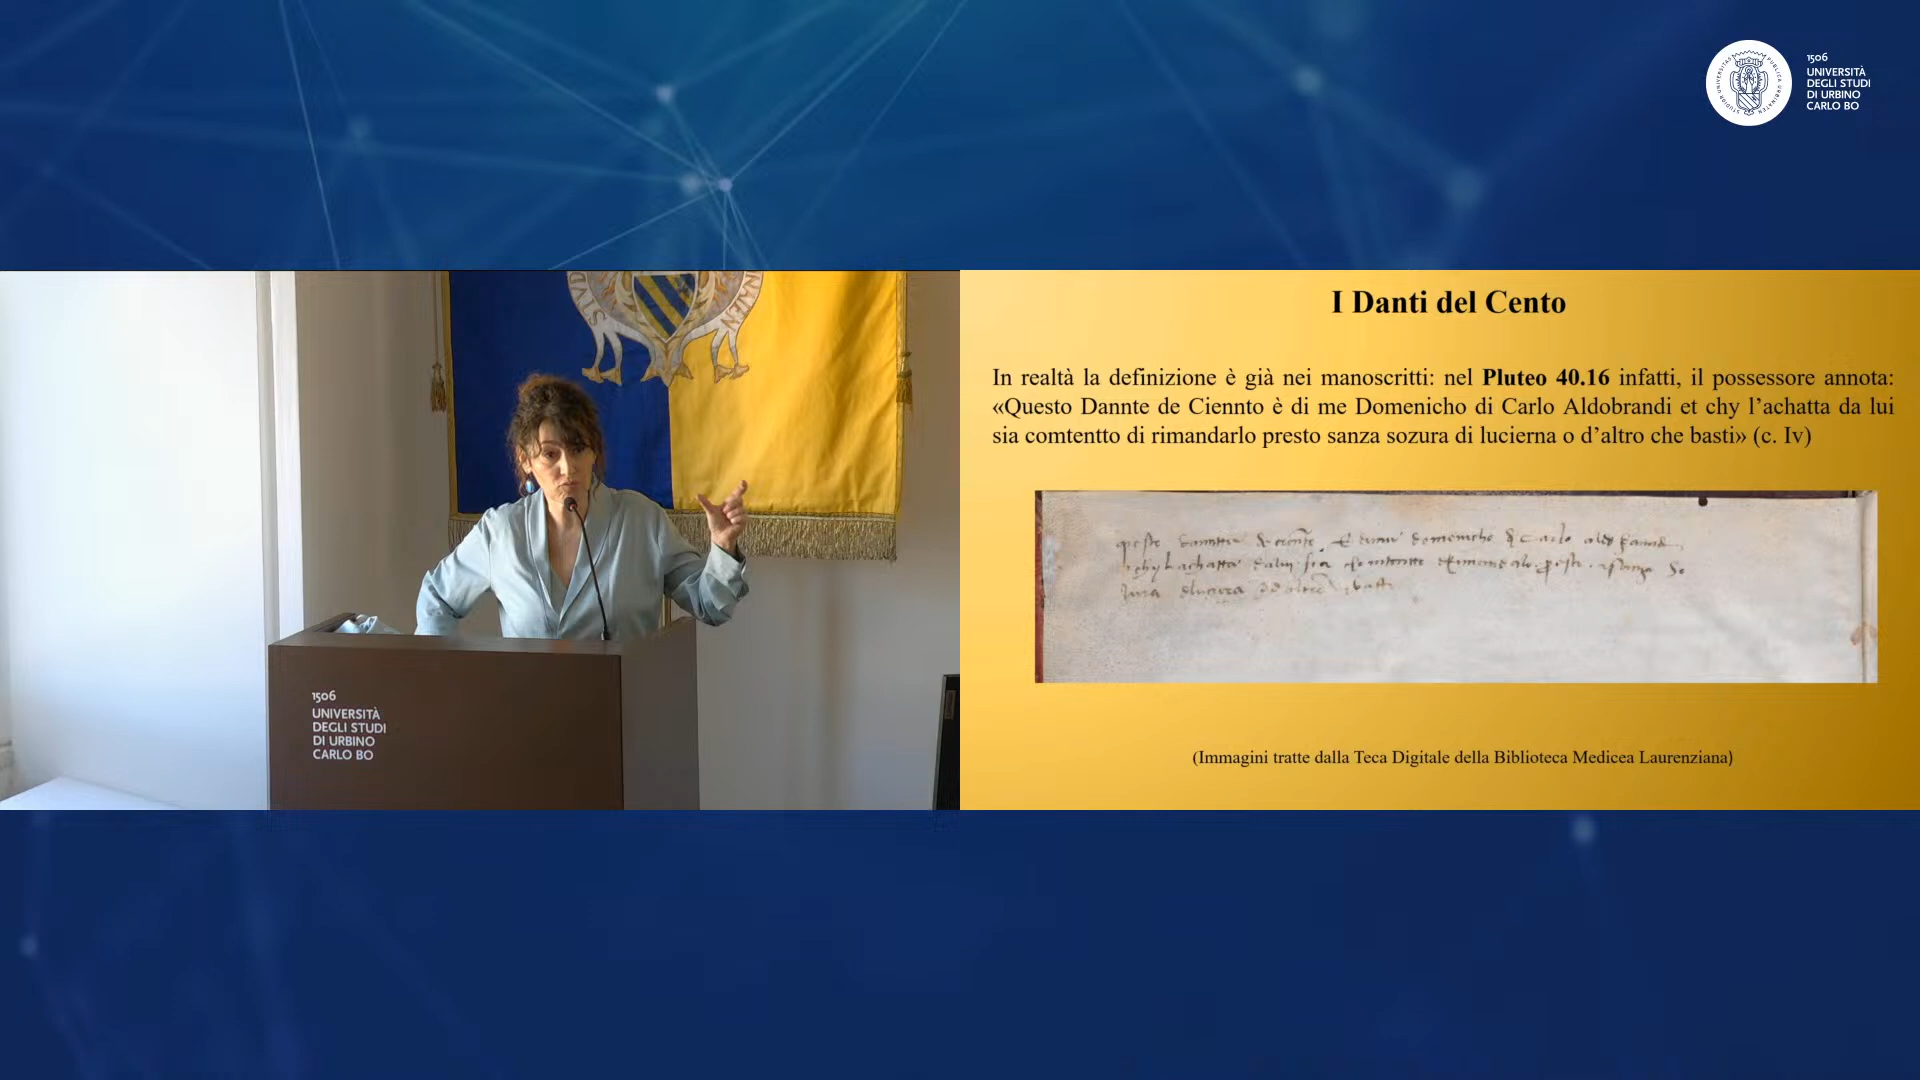 1506
UNIVERSITÀ
DEGLI STUDI
DI URBINO
CARLO BO
I Danti del Cento
In realtà la definizione è già nei manoscritti: nel Pluteo 40.16 infatti, il possessore annota:
«Questo Dannte de Ciennto è di me Domenicho di Carlo Aldobrandi et chy l’achatta da lui
sia comtentto di rimandarlo presto sanza sozura di lucierna o d’altro che basti» (c. Iv)
(Immagini tratte dalla Teca Digitale della Biblioteca Medicea Laurenziana)
1506
UNIVERSITÀ
DEGLI STUDI
DI URBINO
CARLO BO